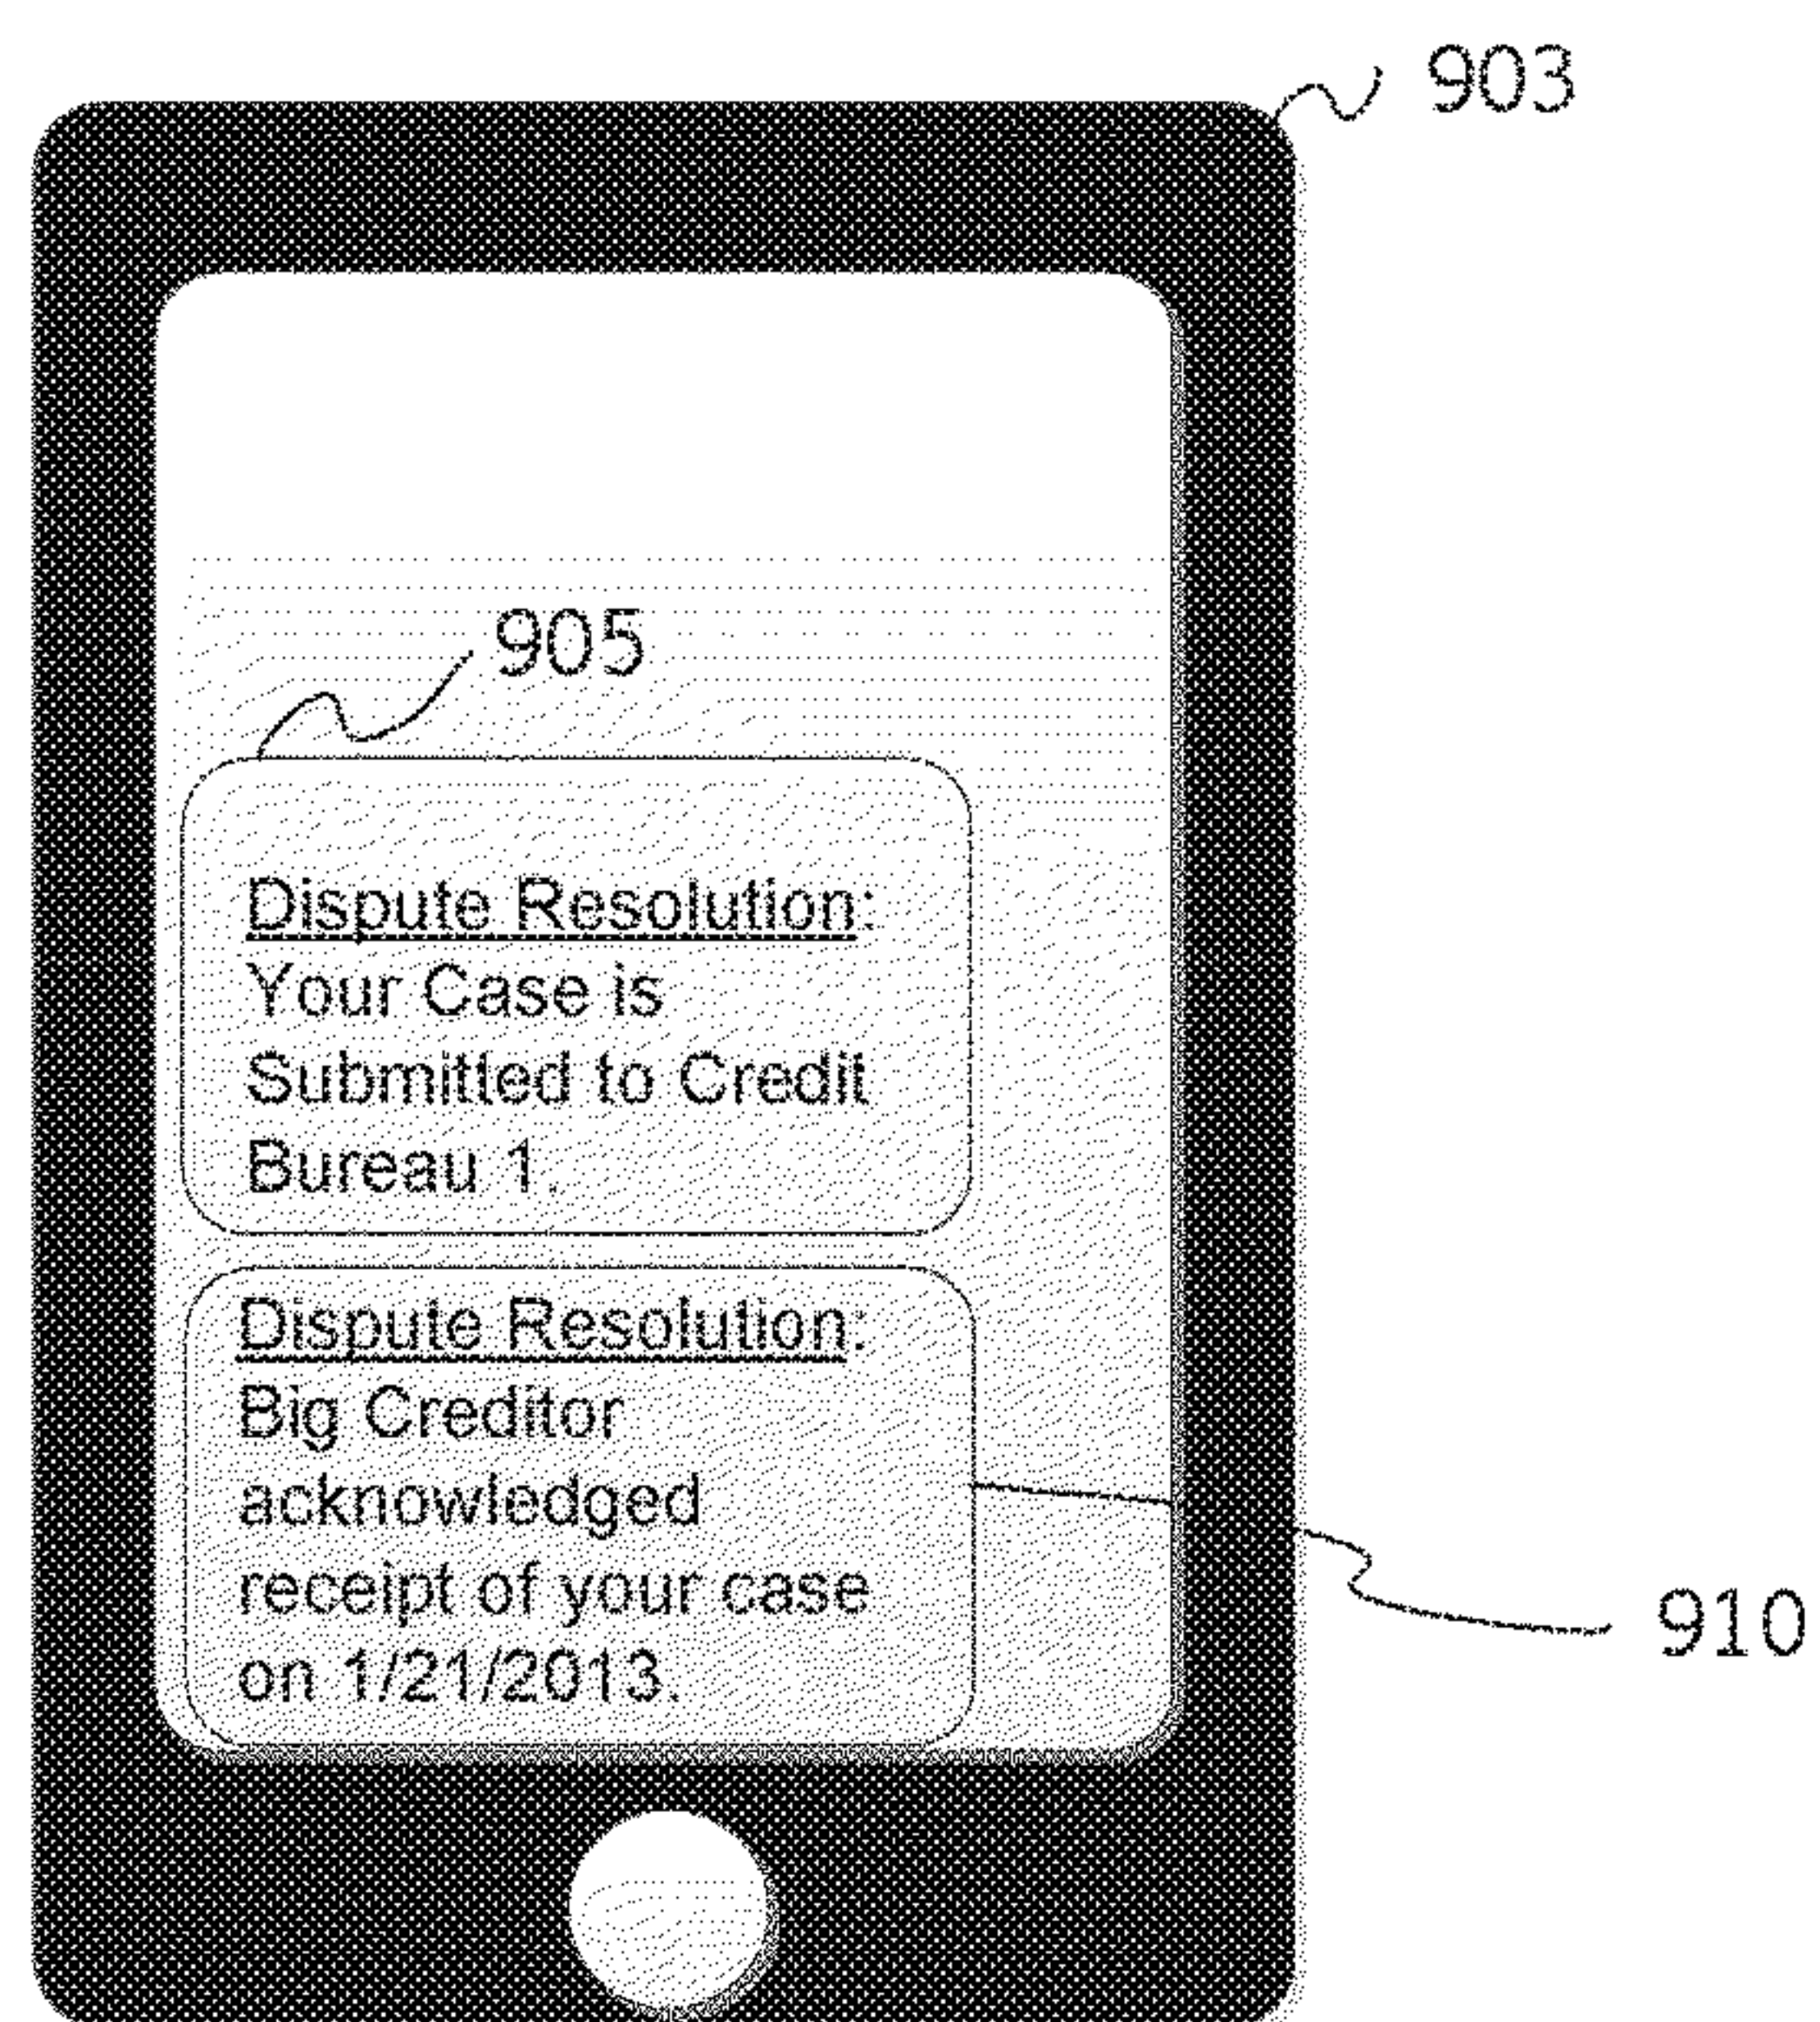 903
905
Dispute Resolution:
Your Case is
Submitted to Credit
Bureau 1.
Dispute Resolution:
Big Creditor
acknowledged
receipt of your case
on 1/21/2013.
910